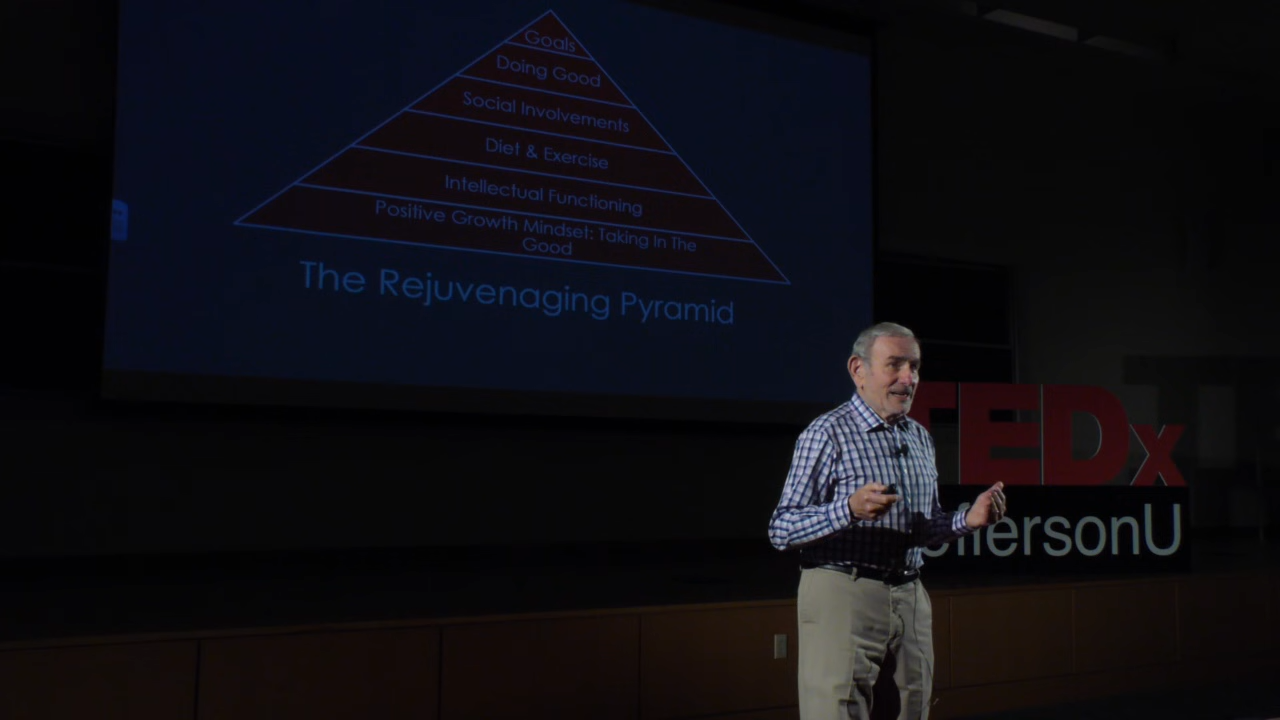 Goals
Doing Good
Social Involvements
Diet & Exercise
Intellectual Functioning
Positive Growth Mindset: Taking In The
Good
The Rejuvenaging Pyramid
TEDx
effersonU